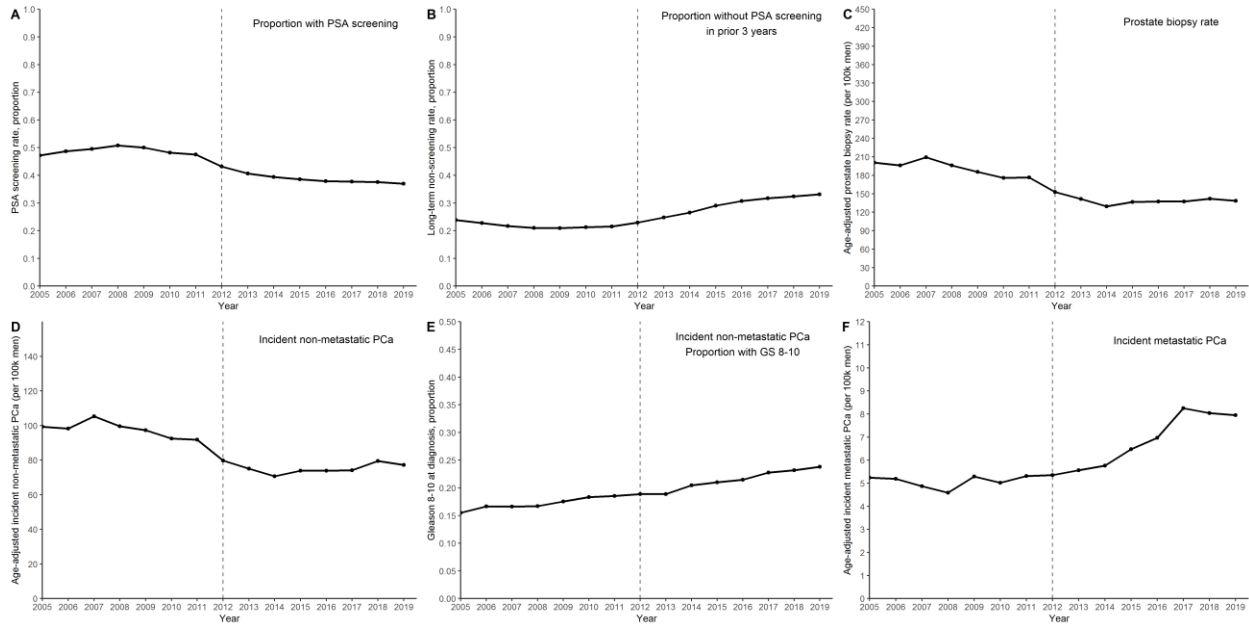 A
Proportion with PSA screening
PSA screening rate, proportion
1.0
0.9
0.8
0.7
0.6
0.5
0.4
0.3
0.2
0.1
0.0
2005 2006 2007 2008 2009 2010 2011 2012 2013 2014 2015 2016 2017 2018 2019
Year
B
Proportion without PSA screening
in prior 3 years
Long-term non-screening rate, proportion
1.0
0.9
0.8
0.7
0.6
0.5
0.4
0.3
0.2
0.1
0.0
2005 2006 2007 2008 2009 2010 2011 2012 2013 2014 2015 2016 2017 2018 2019
Year
C
Prostate biopsy rate
Age-adjusted prostate biopsy rate (per 100k men)
450
420
390
360
330
300
270
240
210
180
150
120
90
60
30
0
2005 2006 2007 2008 2009 2010 2011 2012 2013 2014 2015 2016 2017 2018 2019
Year
D
Incident non-metastatic PCa
Age-adjusted incident non-metastatic PCa (per 100k men)
140
120
100
80
60
40
20
0
2005 2006 2007 2008 2009 2010 2011 2012 2013 2014 2015 2016 2017 2018 2019
Year
E
Incident non-metastatic PCa
Proportion with GS 8-10
Gleason 8-10 at diagnosis, proportion
0.50
0.45
0.40
0.35
0.30
0.25
0.20
0.15
0.10
0.05
0.00
2005 2006 2007 2008 2009 2010 2011 2012 2013 2014 2015 2016 2017 2018 2019
Year
F
Incident metastatic PCa
Age-adjusted incident metastatic PCa (per 100k men)
12
11
10
9
8
7
6
5
4
3
2
1
0
2005 2006 2007 2008 2009 2010 2011 2012 2013 2014 2015 2016 2017 2018 2019
Year